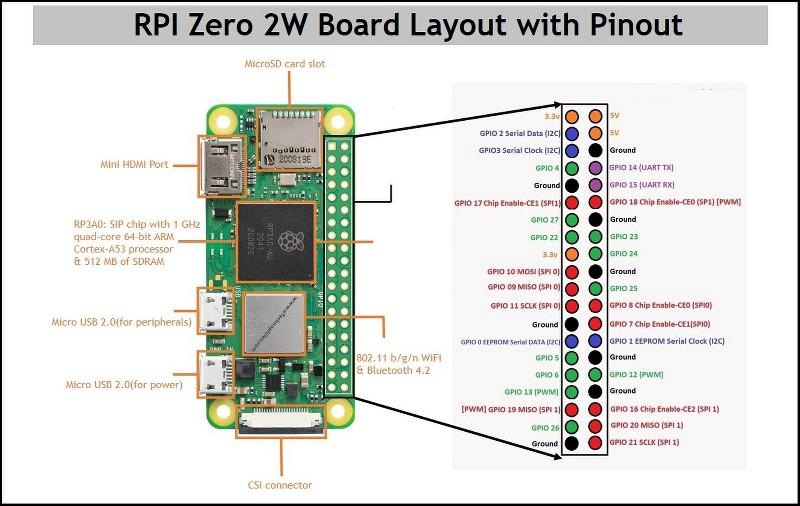 RPI Zero 2W Board Layout with Pinout
MicroSD card slot
Mini HDMI Port
RP3A0: SIP chip with 1 GHz
quad-core 64-bit ARM
Cortex-A53 processor
& 512 MB of SDRAM
Micro USB 2.0(for peripherals)
Micro USB 2.0(for power)
802.11 b/g/n WiFi
& Bluetooth 4.2
CSI connector
200819E
RP3A0-AU
2041
USB
GPIO
3.3v 5V
GPIO 2 Serial Data (I2C) 5V
GPIO3 Serial Clock (I2C) Ground
GPIO 4 GPIO 14 (UART TX)
Ground GPIO 15 (UART RX)
GPIO 17 Chip Enable-CE1 (SPI1) GPIO 18 Chip Enable-CE0 (SP1) [PWM]
GPIO 27 Ground
GPIO 22 GPIO 23
3.3v GPIO 24
GPIO 10 MOSI (SPI 0) Ground
GPIO 09 MISO (SPI 0) GPIO 25
GPIO 11 SCLK (SPI 0) GPIO 8 Chip Enable-CE0 (SPI0)
Ground GPIO 7 Chip Enable-CE1(SPI0)
GPIO 0 EEPROM Serial DATA (I2C) GPIO 1 EEPROM Serial Clock (I2C)
GPIO 5 Ground
GPIO 6 GPIO 12 (PWM)
GPIO 13 (PWM) Ground
[PWM] GPIO 19 MISO (SPI 1) GPIO 16 Chip Enable-CE2 (SPI 1)
GPIO 26 GPIO 20 MISO (SPI 1)
Ground GPIO 21 SCLK (SPI 1)